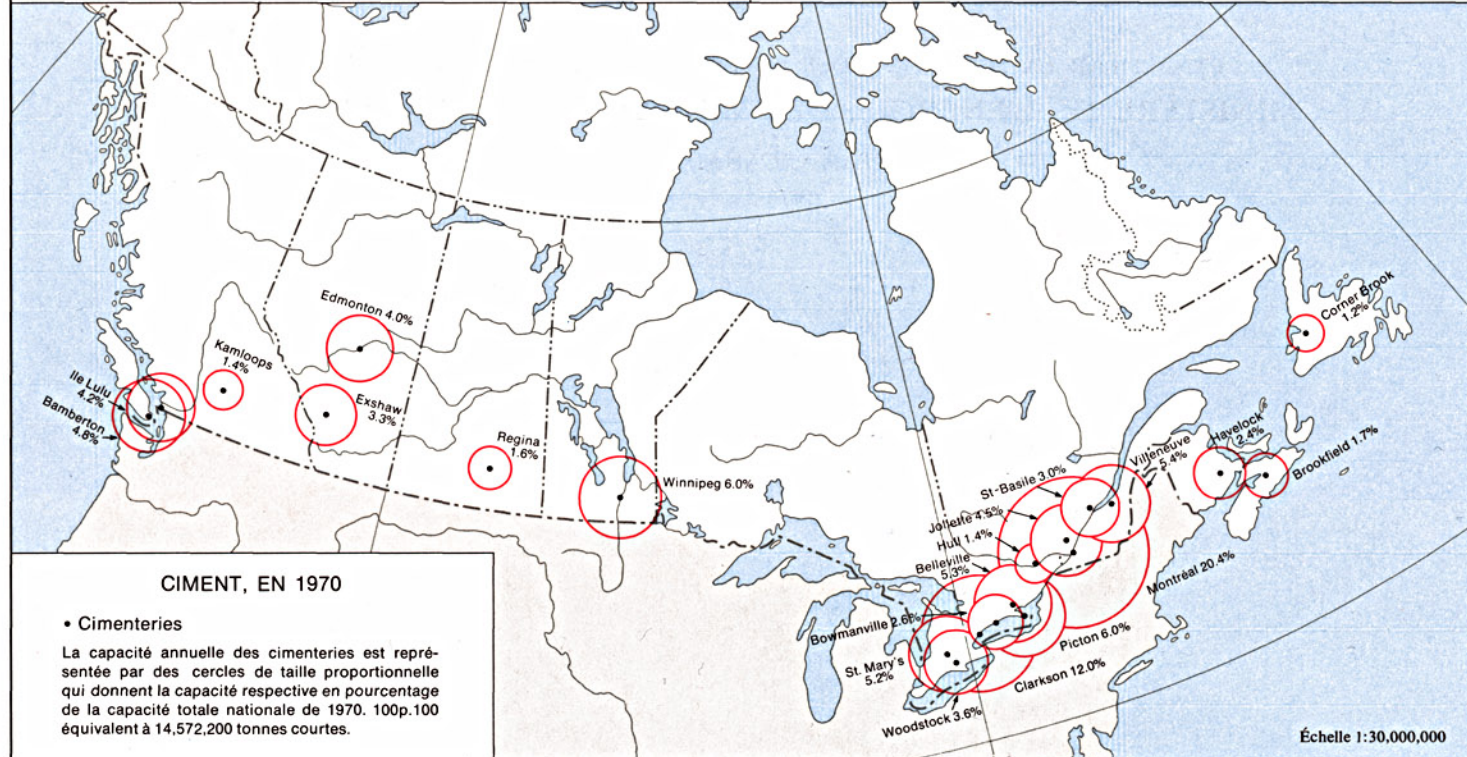 Corner Brook
1.2%
Edmonton 4.0%
Kamloops
1.4%
Ile Lulu
4.2%
Bamberton
4.8%
Exshaw
3.3%
Regina
1.6%
Winnipeg 6.0%
Havelock
2.4%
Brookfield 1.7%
Villeneuve
5.4%
St-Basile 3.0%
Joliette 4.5%
Hull 1.4%
Belleville
5.3%
Montréal 20.4%
Bowmanville 2.6%
Picton 6.0%
St. Mary's
5.2%
Clarkson 12.0%
Woodstock 3.6%
CIMENT, EN 1970
• Cimenteries
La capacité annuelle des cimenteries est repré-
sentée par des cercles de taille proportionnelle
qui donnent la capacité respective en pourcentage
de la capacité totale nationale de 1970. 100p.100
équivalent à 14,572,200 tonnes courtes.
Échelle 1:30,000,000